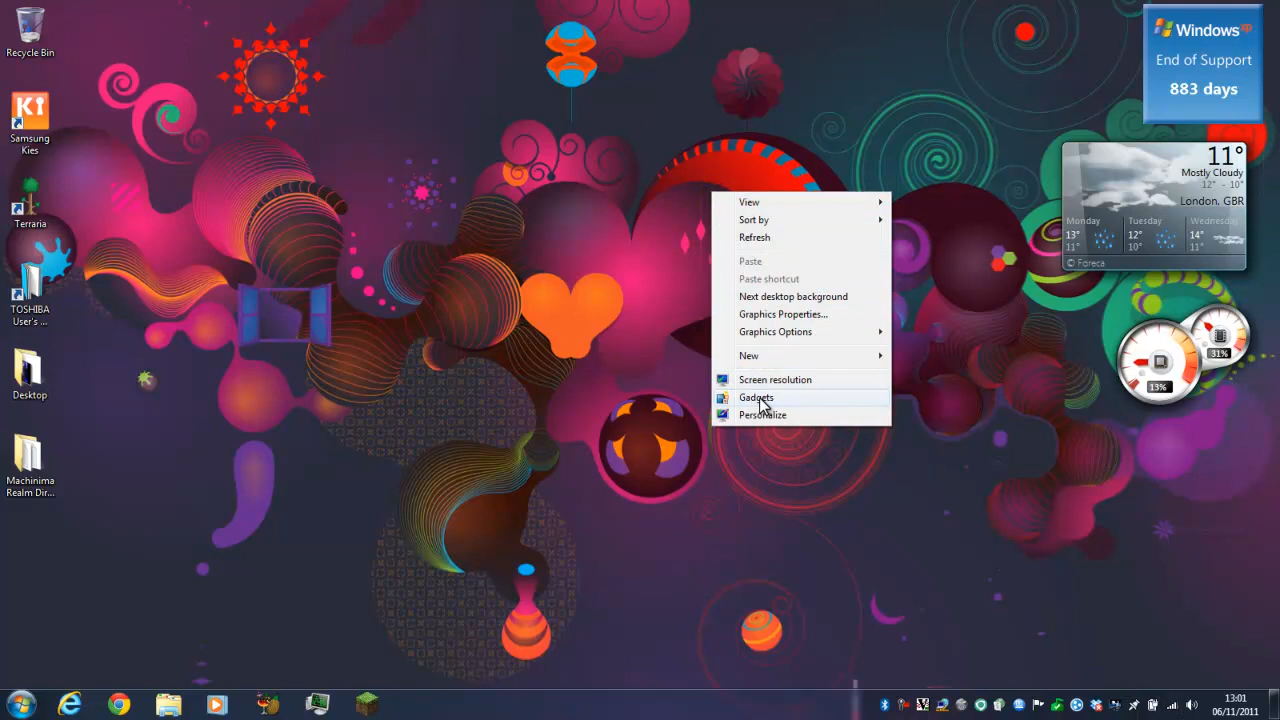 Recycle Bin
Samsung
Kies
Terraria
TOSHIBA
User's ...
Desktop
Machinima
Realm Dir...
View
Sort by
Refresh
Paste
Paste shortcut
Next desktop background
Graphics Properties...
Graphics Options
New
Screen resolution
Gadgets
Personalize
Windows xp
End of Support
883 days
11°
Mostly Cloudy
12° - 10°
London, GBR
Monday
13°
11°
Tuesday
12°
10°
Wednesday
14°
11°
© Foreca
31%
13%
13:01
06/11/2011